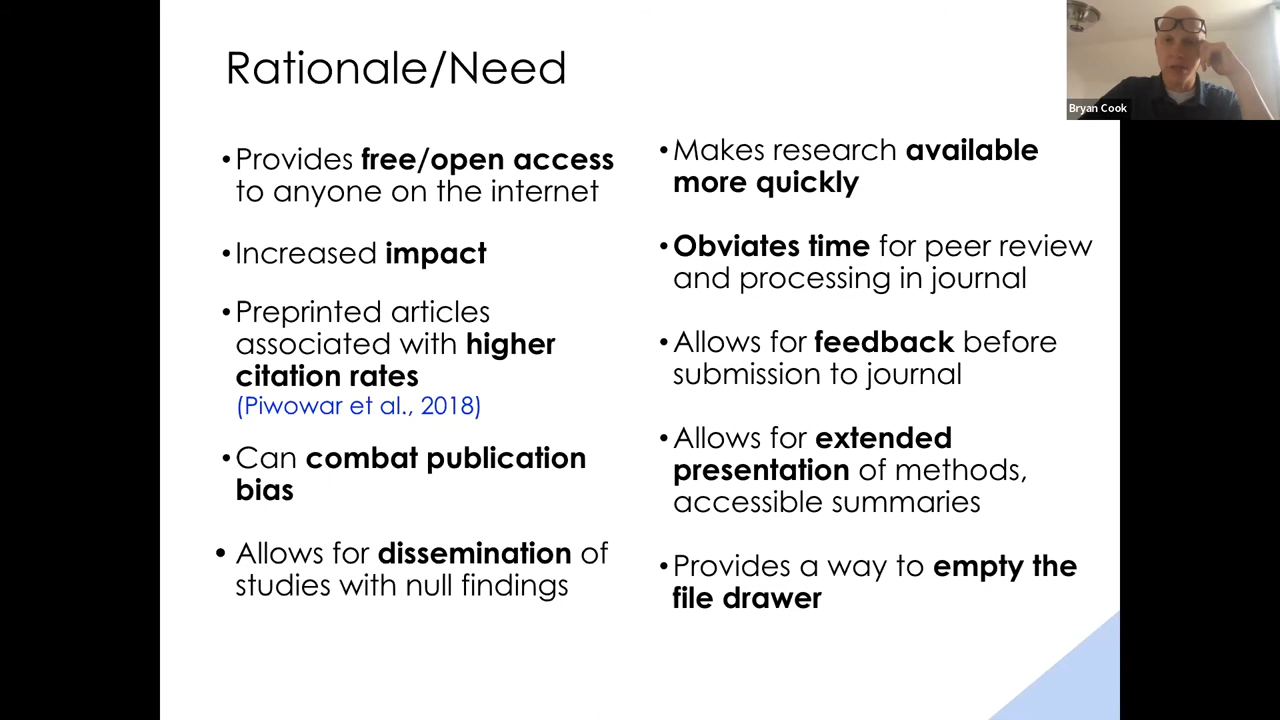 Rationale/Need
•Provides free/open access
to anyone on the internet
•Increased impact
•Preprinted articles
associated with higher
citation rates
(Piwowar et al., 2018)
•Can combat publication
bias
• Allows for dissemination of
studies with null findings
•Makes research available
more quickly
•Obviates time for peer review
and processing in journal
•Allows for feedback before
submission to journal
•Allows for extended
presentation of methods,
accessible summaries
•Provides a way to empty the
file drawer
Bryan Cook